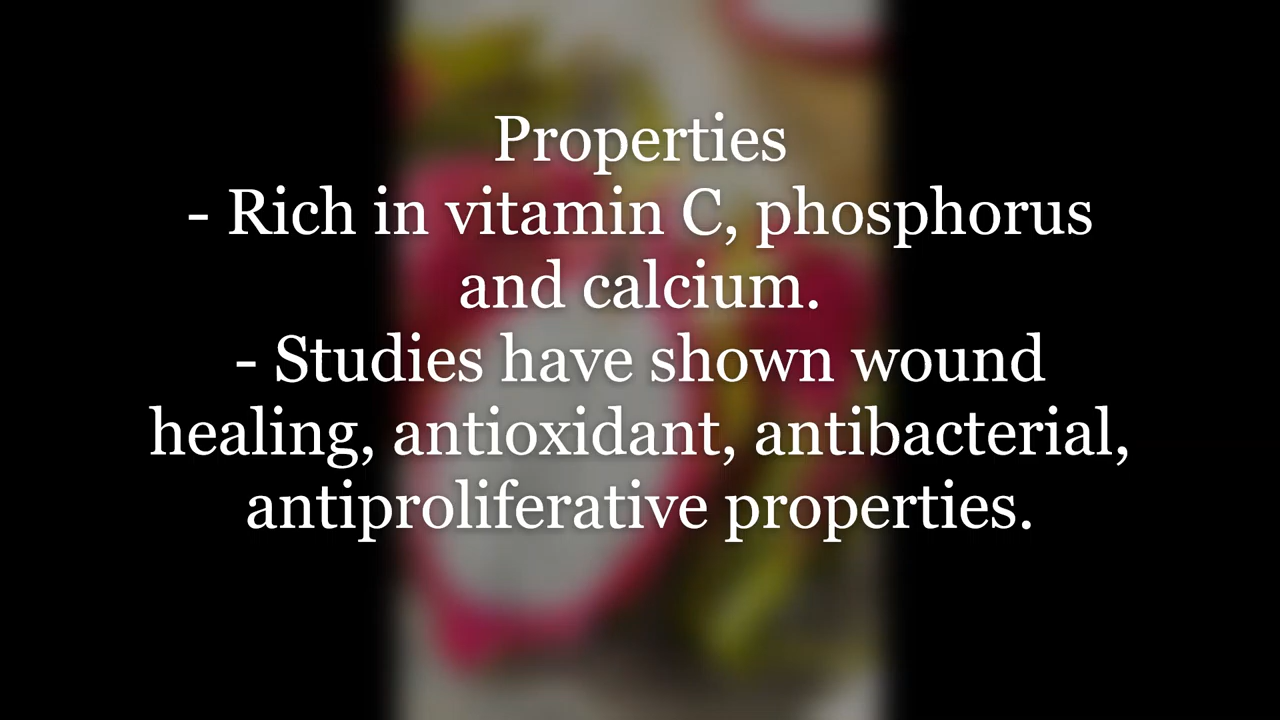 Properties
- Rich in vitamin C, phosphorus
and calcium.
- Studies have shown wound
healing, antioxidant, antibacterial,
antiproliferative properties.